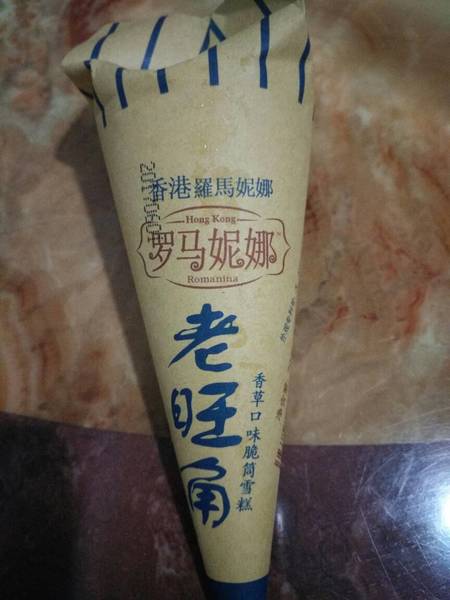 香港羅馬妮娜
Hong Kong
罗马妮娜
Romanina
老旺角
香草口味脆筒雪糕